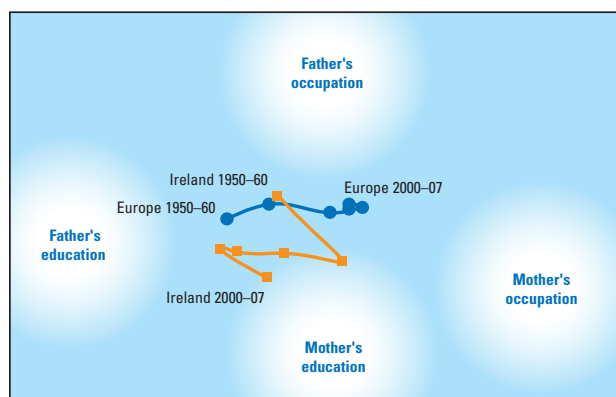 Father's
occupation
Ireland 1950–60
Europe 2000–07
Europe 1950–60
Father's
education
Mother's
occupation
Ireland 2000–07
Mother's
education